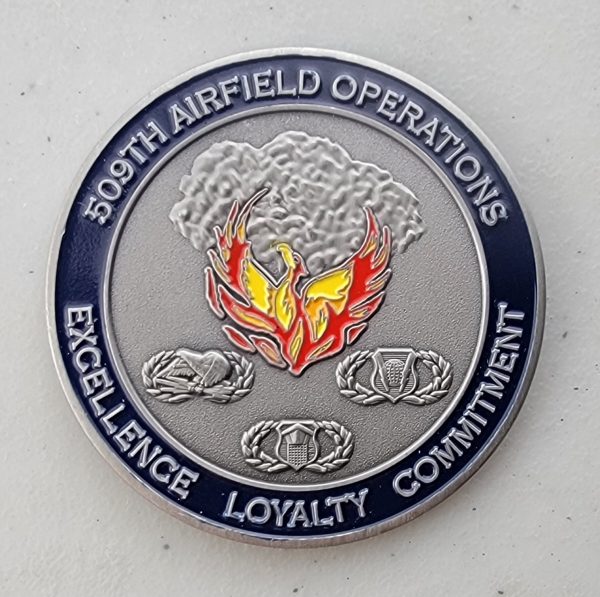 509TH AIRFIELD OPERATIONS
EXCELLENCE LOYALTY COMMITMENT